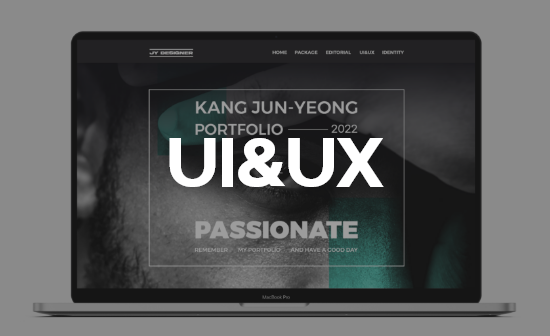 JY DESIGNER
HOME PACKAGE EDITORIAL UI&UX IDENTITY
KANG JUN-YEONG
PORTFOLIO 2022
UI&UX
PASSIONATE
REMEMBER MY PORTFOLIO AND HAVE A GOOD DAY.
MacBook Pro